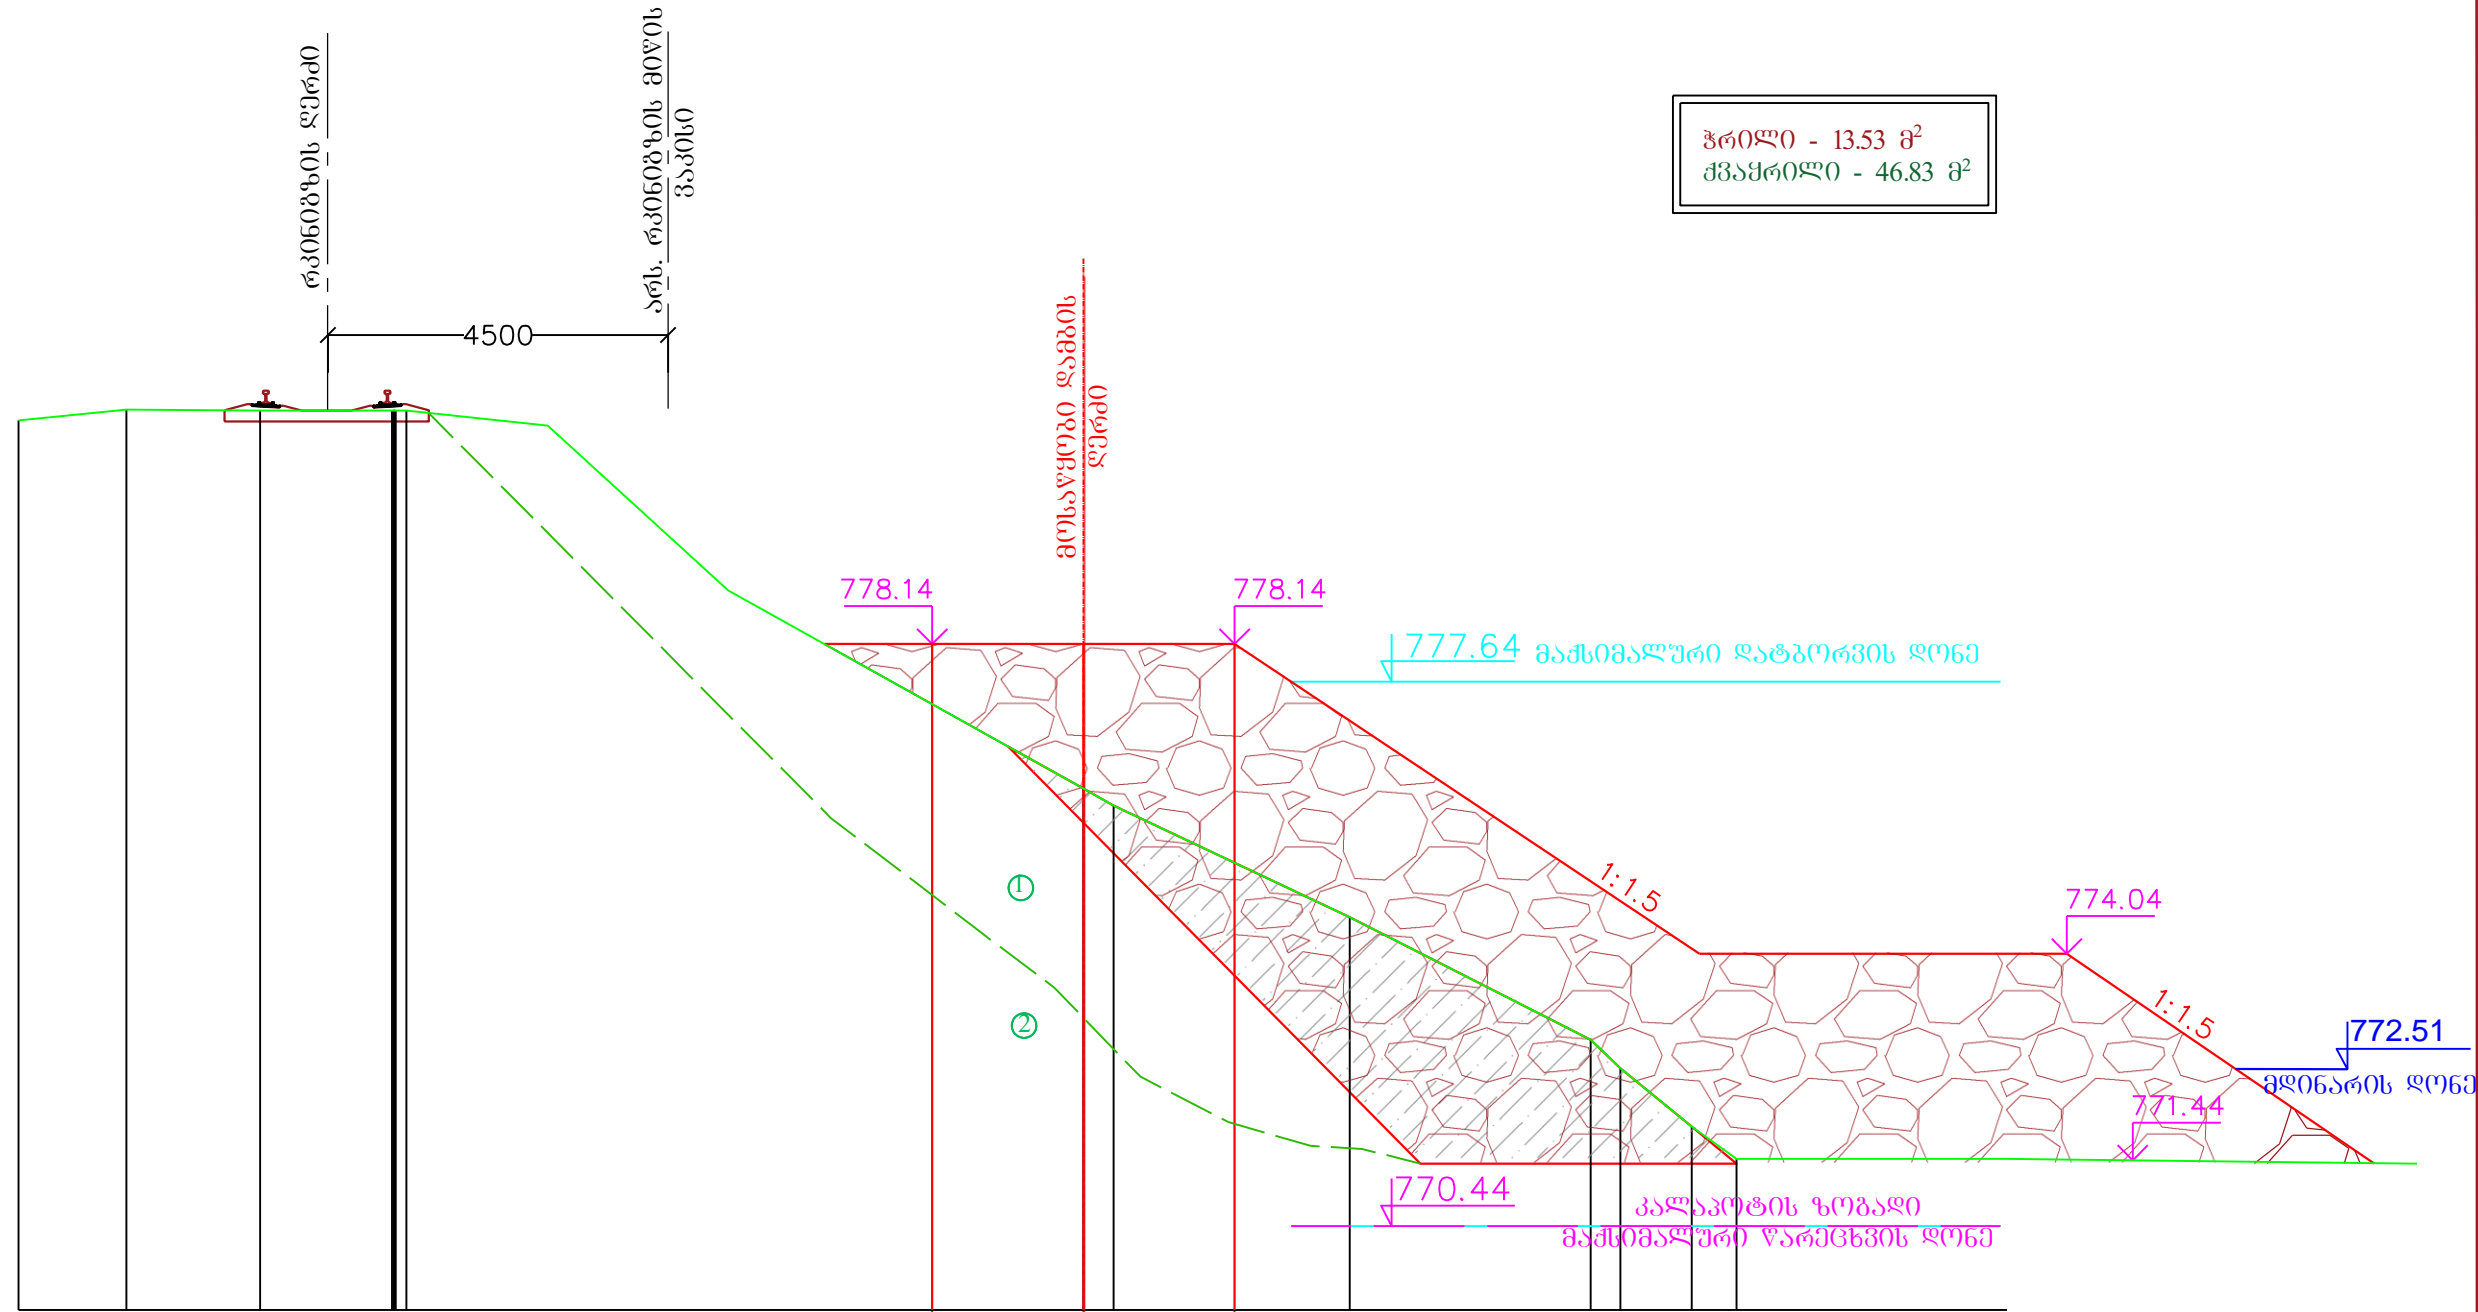 რკინიგზის ღერძი
არს. რკინიგზის მიწის
ვაკისი
ჭრილი - 13.53 მ²
ქვაყრილი - 46.83 მ²
4500
მოსაწყობი დამბის
ღერძი
778.14
778.14
777.64 მაქსიმალური დატბორვის დონე
1:1.5
774.04
1:1.5
772.51
მდინარის დონე
771.44
1
2
770.44
კალაპოტის ზოგადი
მაქსიმალური წარეცხვის დონე